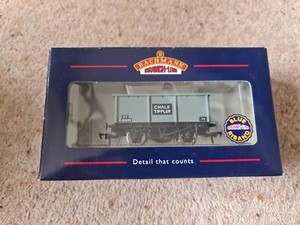 BACHMANN
BRANCH-LINE
CHALK
TIPPLER
BLUE
RIBAND
Detail that counts